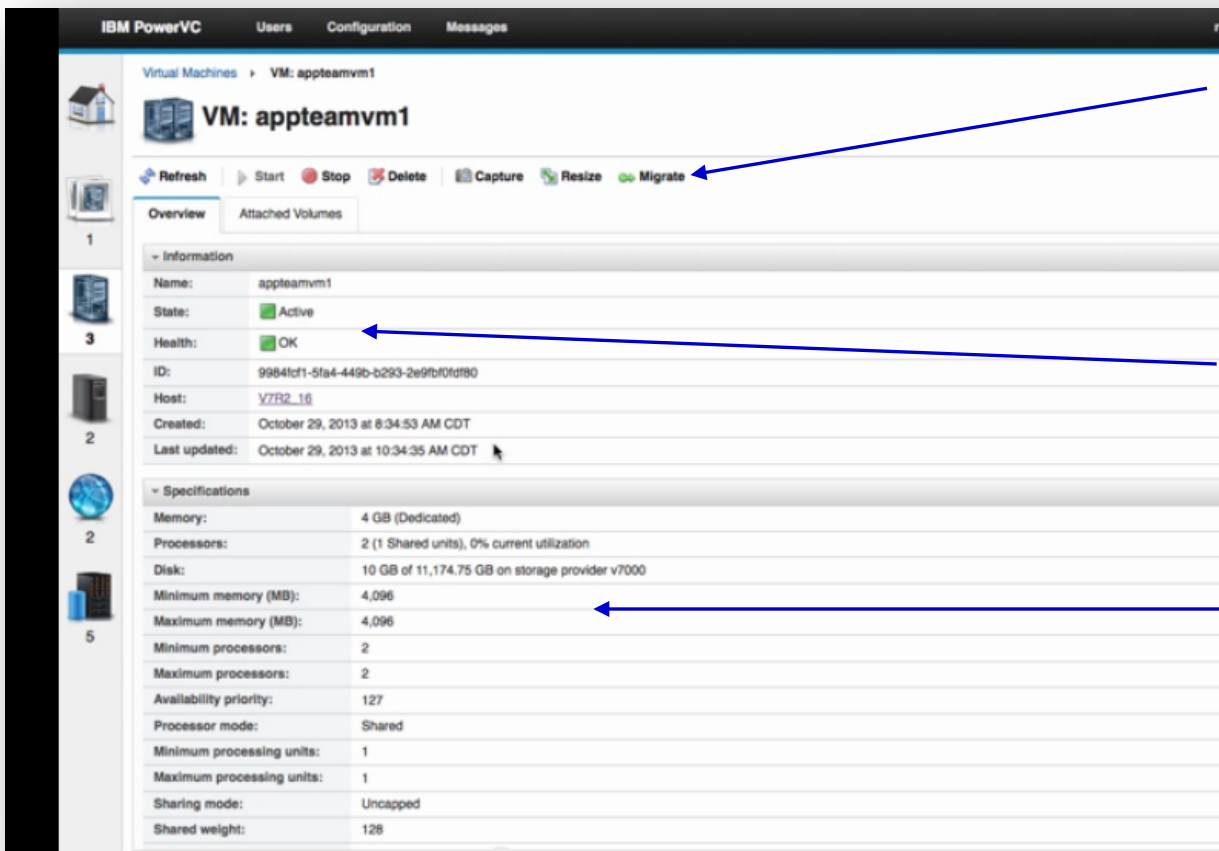 IBM PowerVC Users Configuration Messages
Virtual Machines › VM: appteamvm1
VM: appteamvm1
Refresh Start Stop Delete Capture Resize Migrate
Overview Attached Volumes
Information
Name: appteamvm1
State: Active
Health: OK
ID: 9984fcf1-5fa4-449b-b293-2e9fbf0fdf80
Host: V7R2_16
Created: October 29, 2013 at 8:34:53 AM CDT
Last updated: October 29, 2013 at 10:34:35 AM CDT
Specifications
Memory: 4 GB (Dedicated)
Processors: 2 (1 Shared units), 0% current utilization
Disk: 10 GB of 11,174.75 GB on storage provider v7000
Minimum memory (MB): 4,096
Maximum memory (MB): 4,096
Minimum processors: 2
Maximum processors: 2
Availability priority: 127
Processor mode: Shared
Minimum processing units: 1
Maximum processing units: 1
Sharing mode: Uncapped
Shared weight: 128
1
3
2
2
5